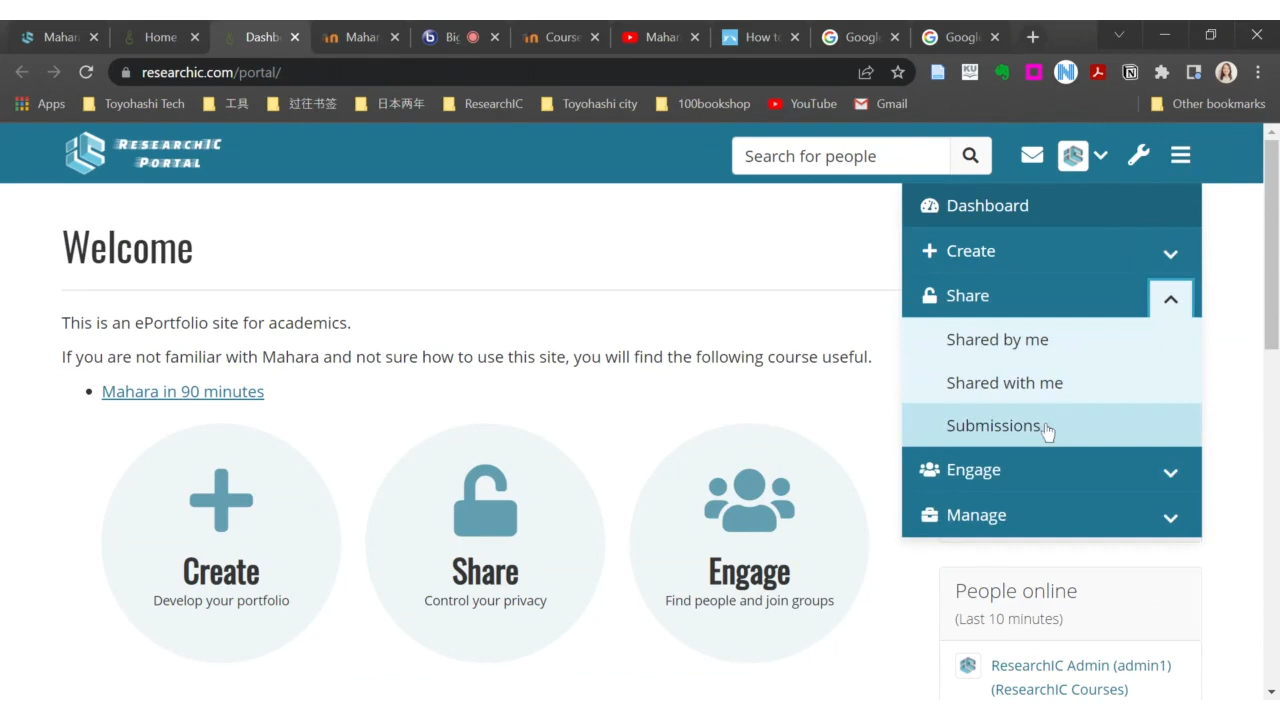 Mahar
Home
Dashb
Mahar
Big
Course
Mahar
How to
Google
Google
researchic.com/portal/
Apps
Toyohashi Tech
工具
过往书签
日本两年
ResearchIC
Toyohashi city
100bookshop
YouTube
Gmail
Other bookmarks
RESEARCHIC
PORTAL
Search for people
Dashboard
Create
Share
Shared by me
Shared with me
Submissions
Engage
Manage
Welcome
This is an ePortfolio site for academics.
If you are not familiar with Mahara and not sure how to use this site, you will find the following course useful.
Mahara in 90 minutes
Create
Develop your portfolio
Share
Control your privacy
Engage
Find people and join groups
People online
(Last 10 minutes)
ResearchIC Admin (admin1)
(ResearchIC Courses)